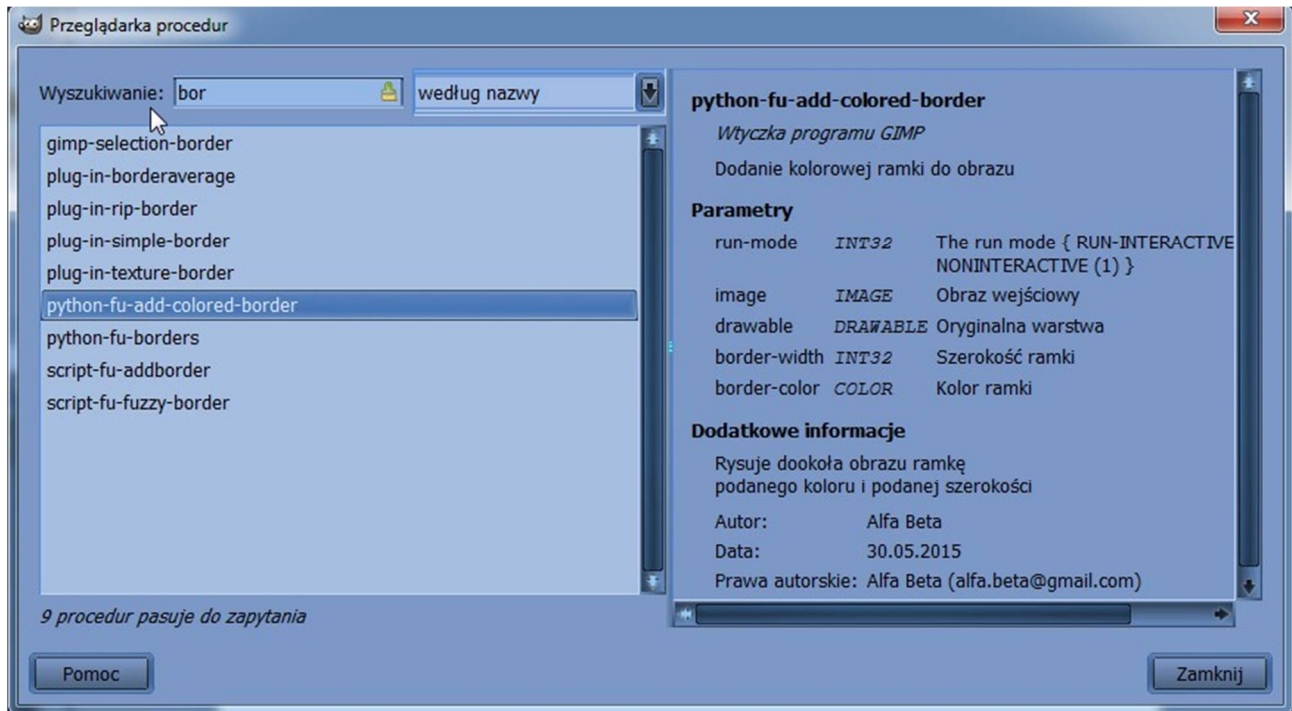 Przeglądarka procedur
Wyszukiwanie: bor
według nazwy
gimp-selection-border
plug-in-borderaverage
plug-in-rip-border
plug-in-simple-border
plug-in-texture-border
python-fu-add-colored-border
python-fu-borders
script-fu-addborder
script-fu-fuzzy-border
9 procedur pasuje do zapytania
python-fu-add-colored-border
Wtyczka programu GIMP
Dodanie kolorowej ramki do obrazu
Parametry
run-mode INT32 The run mode { RUN-INTERACTIVE
NONINTERACTIVE (1) }
image IMAGE Obraz wejściowy
drawable DRAWABLE Oryginalna warstwa
border-width INT32 Szerokość ramki
border-color COLOR Kolor ramki
Dodatkowe informacje
Rysuje dookoła obrazu ramkę
podanego koloru i podanej szerokości
Autor: Alfa Beta
Data: 30.05.2015
Prawa autorskie: Alfa Beta (alfa.beta@gmail.com)
Pomoc
Zamknij